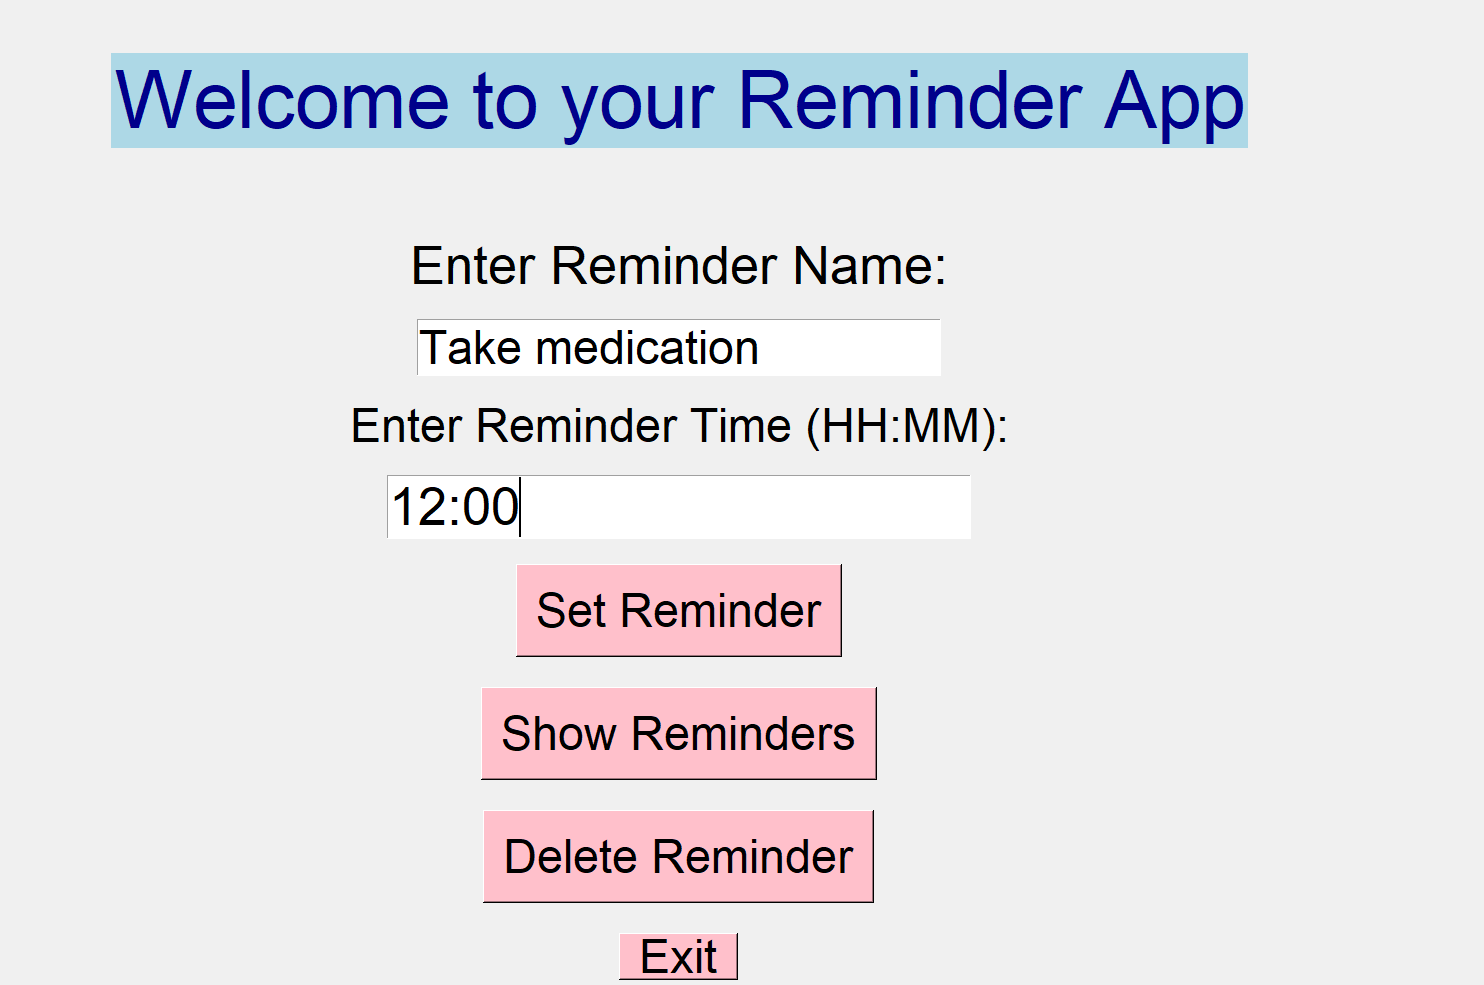 Welcome to your Reminder App
Enter Reminder Name:
Take medication
Enter Reminder Time (HH:MM):
12:00
Set Reminder
Show Reminders
Delete Reminder
Exit